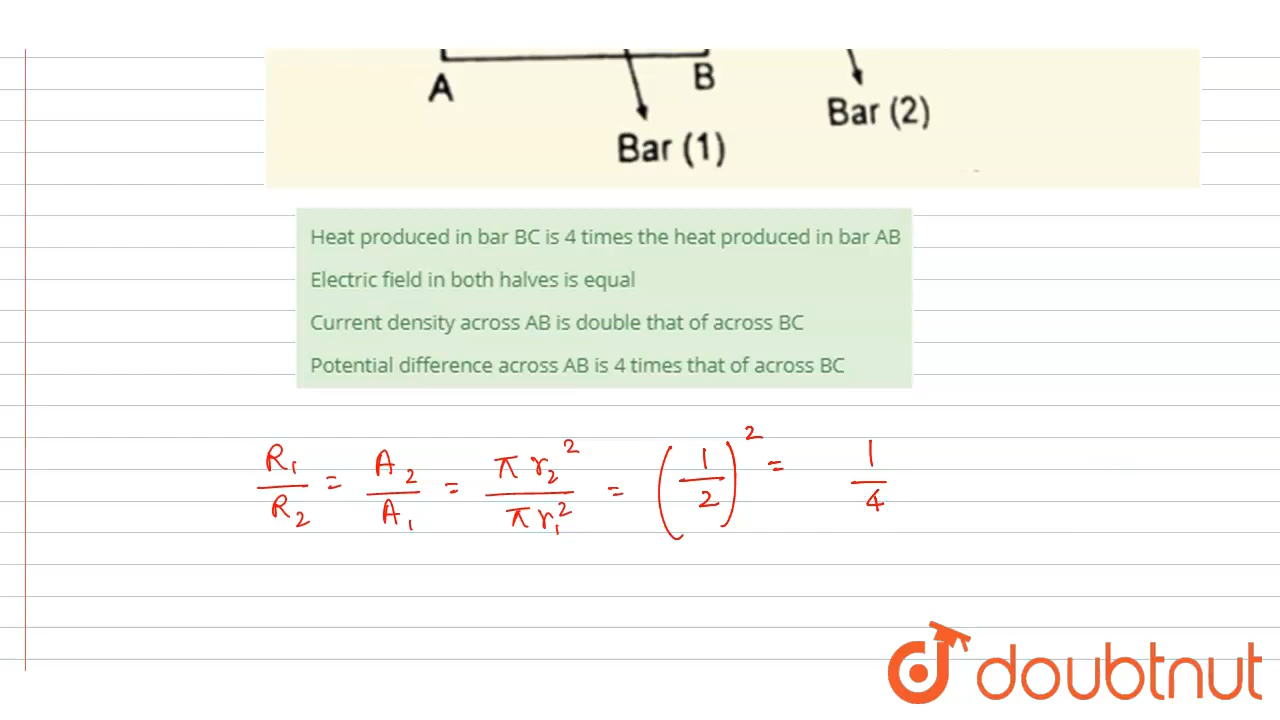 A B
Bar (2)
Bar (1)
Heat produced in bar BC is 4 times the heat produced in bar AB
Electric field in both halves is equal
Current density across AB is double that of across BC
Potential difference across AB is 4 times that of across BC
R₁/R₂ = A₂/A₁ = πr₂²/πr₁² = (1/2)² = 1/4
doubtnut